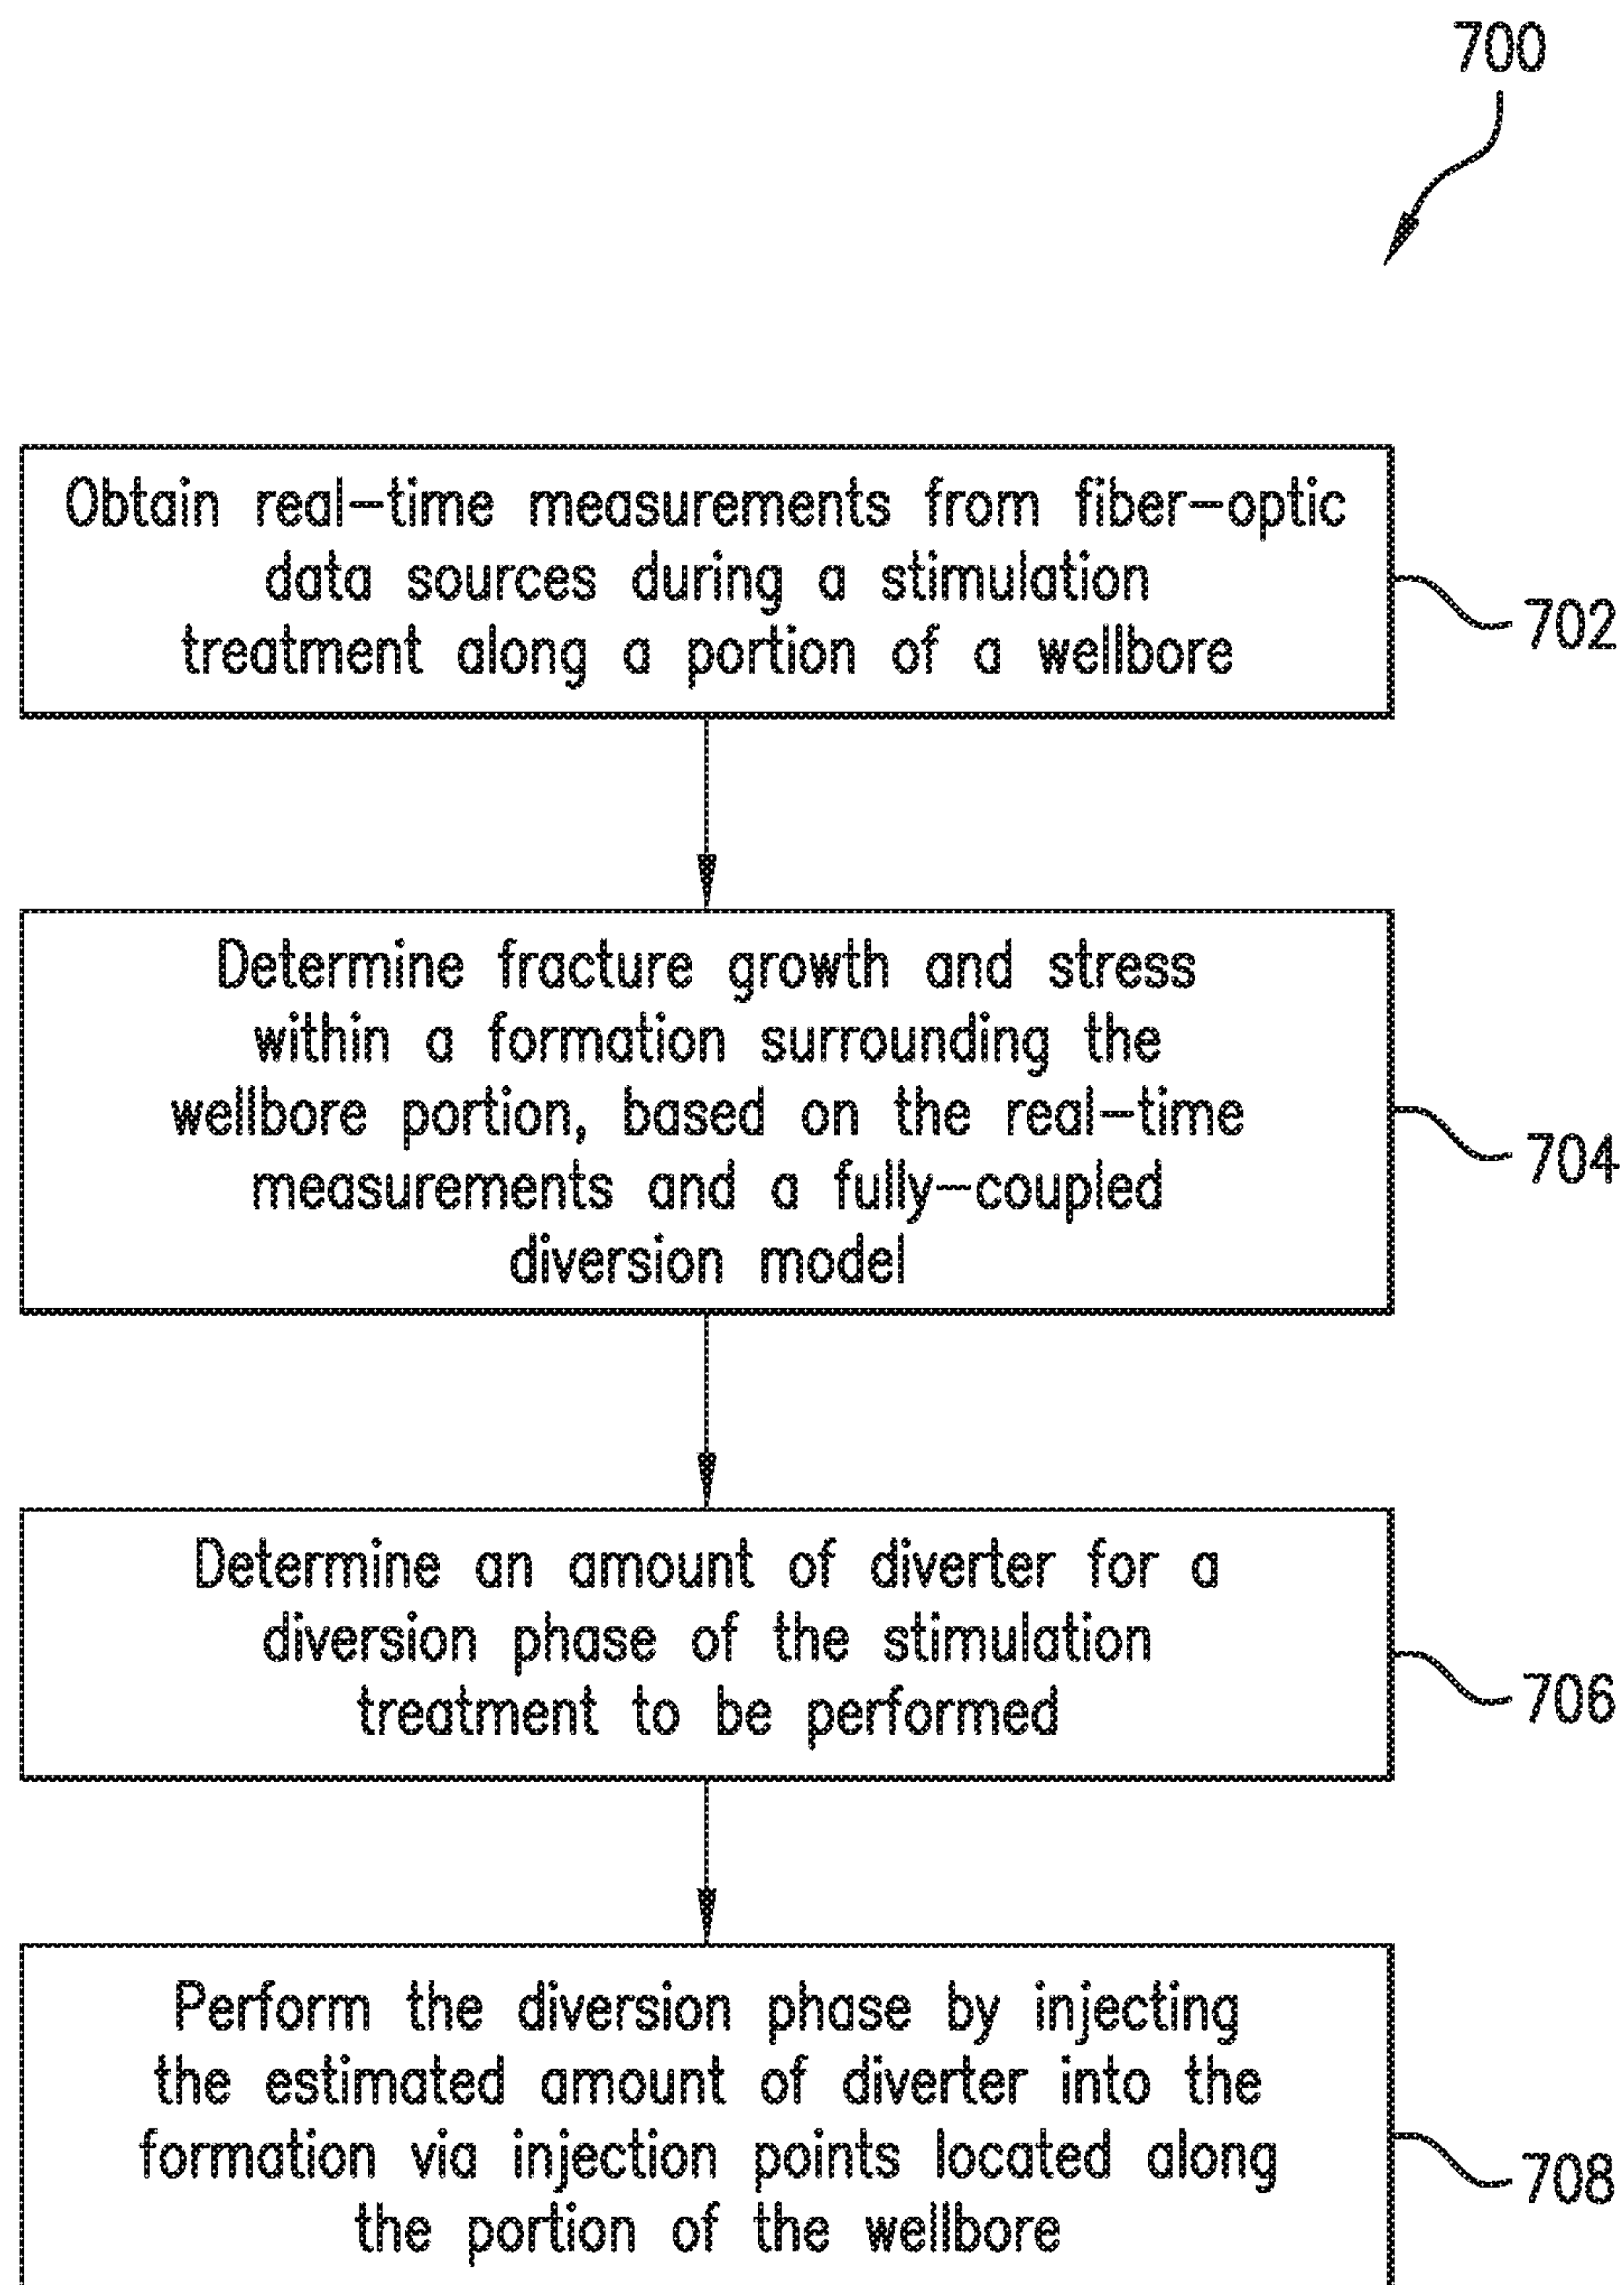 700
Obtain real-time measurements from fiber-optic
data sources during a stimulation
treatment along a portion of a wellbore
702
Determine fracture growth and stress
within a formation surrounding the
wellbore portion, based on the real-time
measurements and a fully-coupled
diversion model
704
Determine an amount of diverter for a
diversion phase of the stimulation
treatment to be performed
706
Perform the diversion phase by injecting
the estimated amount of diverter into the
formation via injection points located along
the portion of the wellbore
708